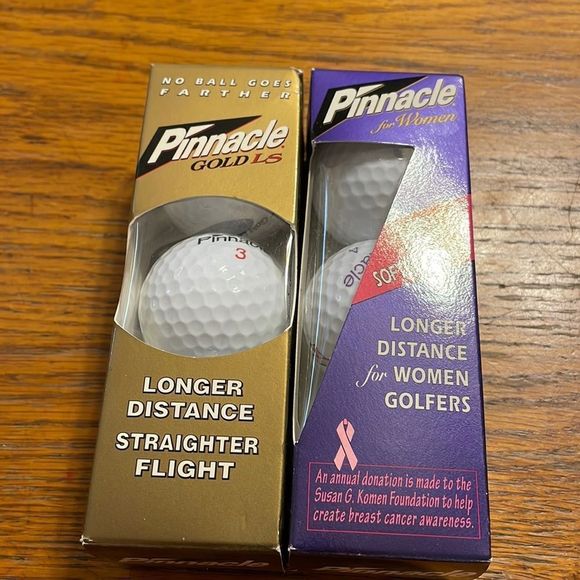 NO BALL GOES
FARTHER
Pinnacle
GOLD LS
Pinnacle
3
LONGER
DISTANCE
STRAIGHTER
FLIGHT
Pinnacle
for Women
LONGER
DISTANCE
for WOMEN
GOLFERS
An annual donation is made to the
Susan G. Komen Foundation to help
create breast cancer awareness.